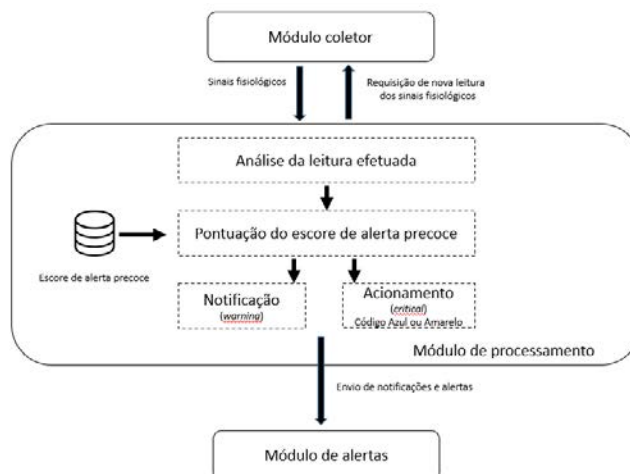 Módulo coletor
Sinais fisiológicos
Requisição de nova leitura
dos sinais fisiológicos
Análise da leitura efetuada
Pontuação do escore de alerta precoce
Escore de alerta precoce
Notificação
(warning)
Acionamento
(critical)
Código Azul ou Amarelo
Módulo de processamento
Envio de notificações e alertas
Módulo de alertas